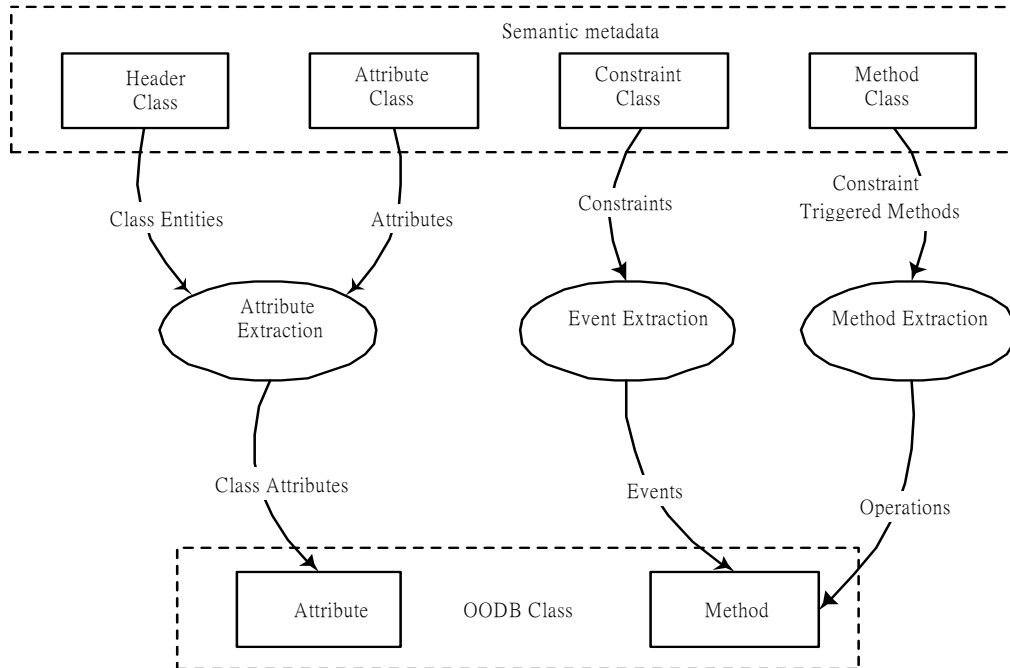 Semantic metadata
Header
Class
Attribute
Class
Constraint
Class
Method
Class
Class Entities
Attributes
Constraints
Constraint
Triggered Methods
Attribute
Extraction
Event Extraction
Method Extraction
Class Attributes
Events
Operations
Attribute
OODB Class
Method